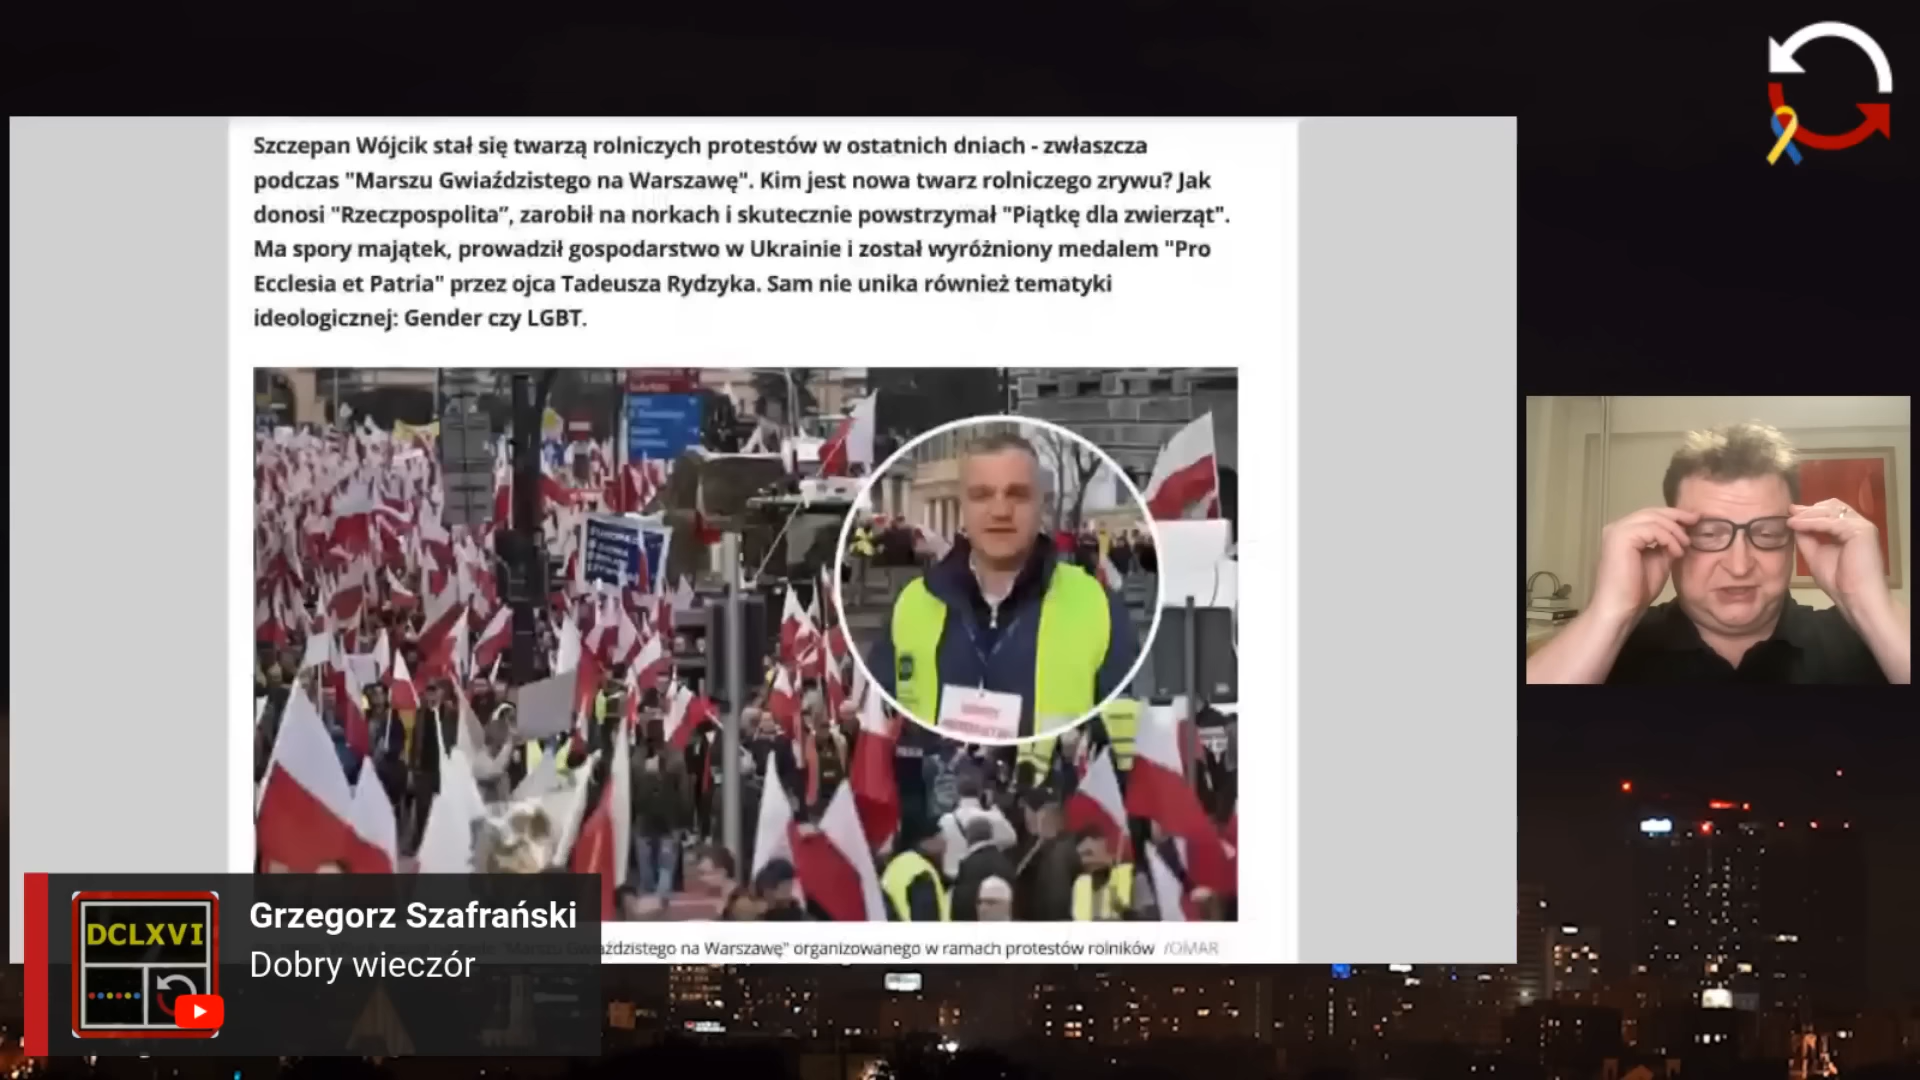 Szczepan Wójcik stał się twarzą rolniczych protestów w ostatnich dniach - zwłaszcza
podczas "Marszu Gwiaździstego na Warszawę". Kim jest nowa twarz rolniczego zrywu? Jak
donosi "Rzeczpospolita", zarobił na norkach i skutecznie powstrzymał "Piątkę dla zwierząt".
Ma spory majątek, prowadził gospodarstwo w Ukrainie i został wyróżniony medalem "Pro
Ecclesia et Patria" przez ojca Tadeusza Rydzyka. Sam nie unika również tematyki
ideologicznej: Gender czy LGBT.
"Marszu Gwiaździstego na Warszawę" organizowanego w ramach protestów rolników /OMAR
DCLXVI
Grzegorz Szafrański
Dobry wieczór